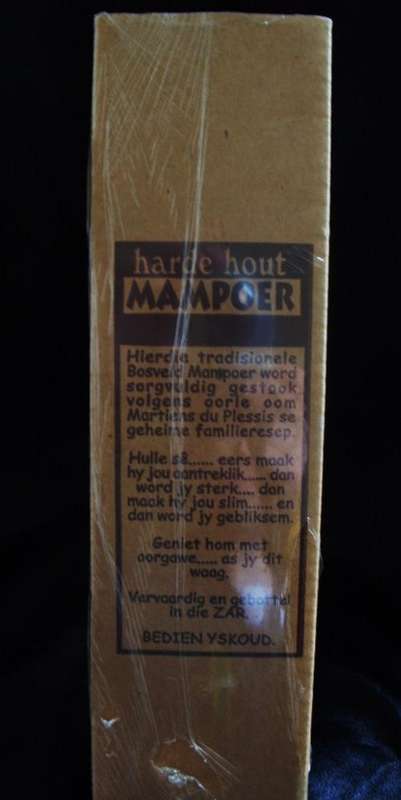 harde hout
MAMPOER
Hierdie tradisionele
Bosveld Mampoer word
sorgvuldig gestook
volgens oorle oom
Martiens du Plessis se
geheime familieresep.
Hulle sê...... eers maak
hy jou aantreklik...... dan
word jy sterk.... dan
maak hy jou slim...... en
dan word jy gebliksem.
Geniet hom met
oorgawe..... as jy dit
waag.
Vervaardig en gebottel
in die ZAR.
BEDIEN YSKOUD.